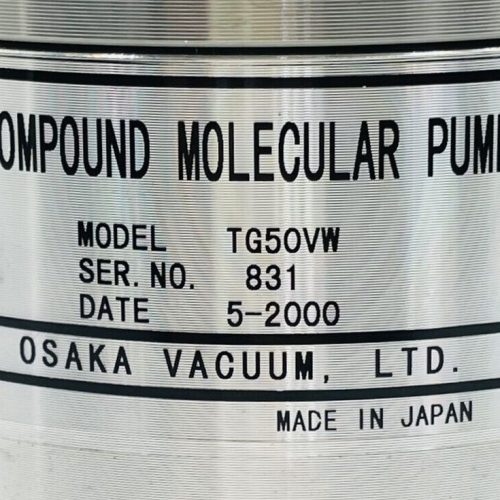 OMPOUND MOLECULAR PUM
MODEL TG50VW
SER. NO. 831
DATE 5-2000
OSAKA VACUUM, LTD.
MADE IN JAPAN